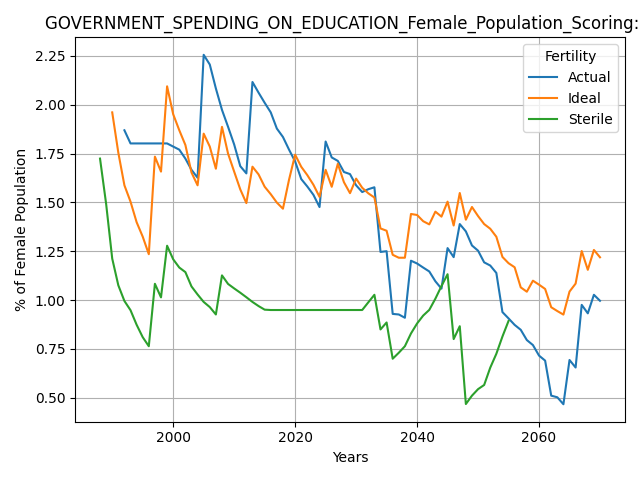 GOVERNMENT_SPENDING_ON_EDUCATION_Female_Population_Scoring:
Fertility
Actual
Ideal
Sterile
% of Female Population
2.25
2.00
1.75
1.50
1.25
1.00
0.75
0.50
2000 2020 2040 2060
Years